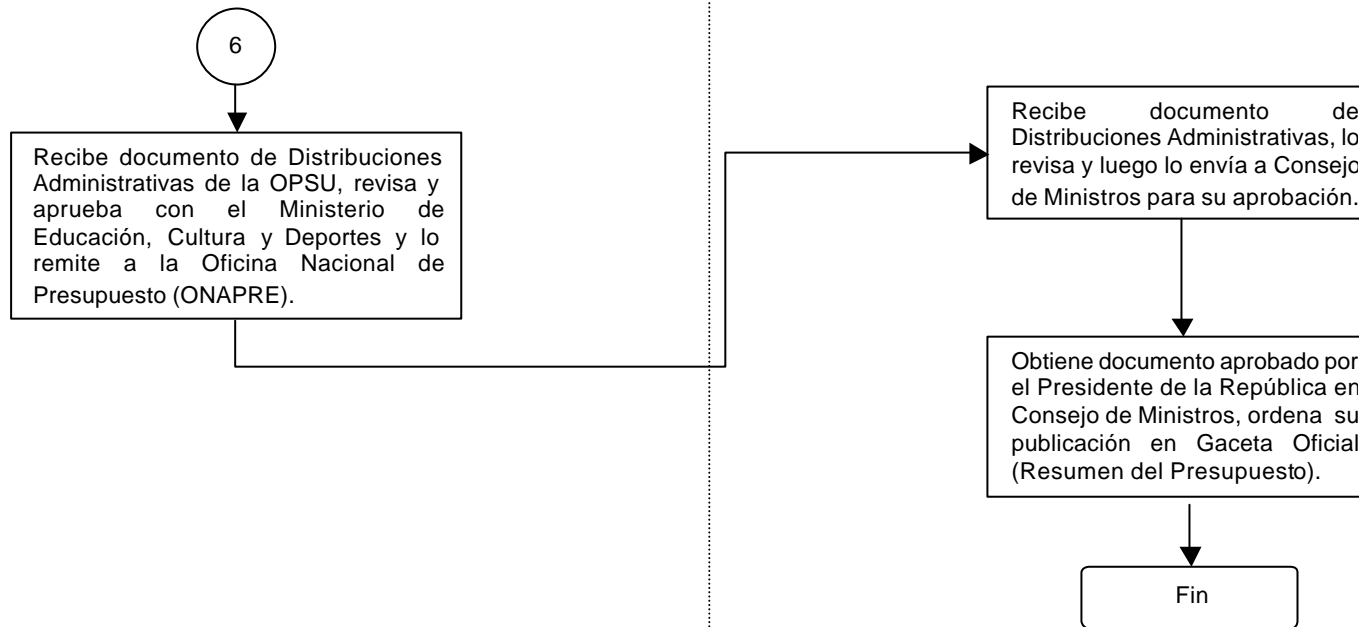 6
Recibe documento de Distribuciones
Administrativas de la OPSU, revisa y
aprueba con el Ministerio de
Educación, Cultura y Deportes y lo
remite a la Oficina Nacional de
Presupuesto (ONAPRE).
Recibe documento de
Distribuciones Administrativas, lo
revisa y luego lo envía a Consejo
de Ministros para su aprobación.
Obtiene documento aprobado por
el Presidente de la República en
Consejo de Ministros, ordena su
publicación en Gaceta Oficial
(Resumen del Presupuesto).
Fin